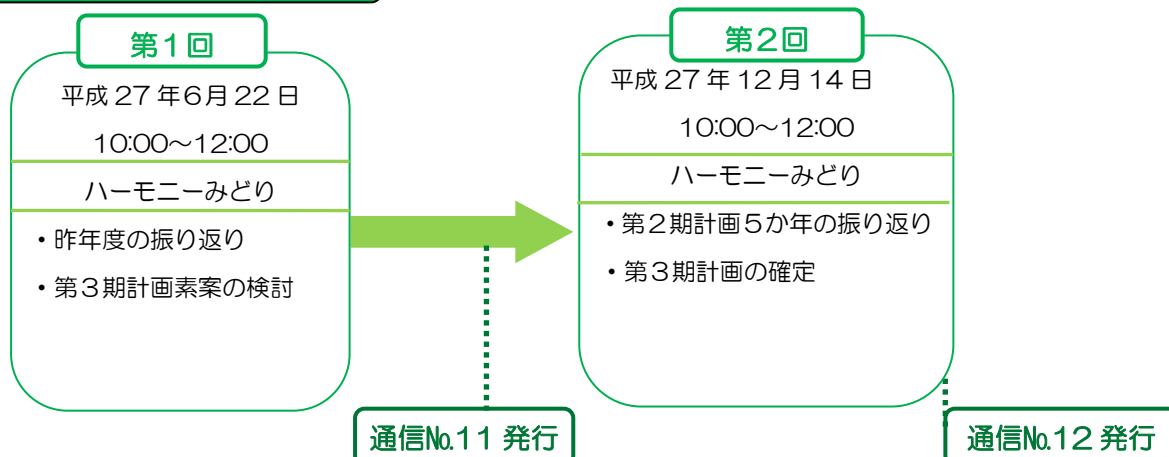 第1回
平成27年6月22日
10:00～12:00
ハーモニーみどり
・昨年度の振り返り
・第３期計画素案の検討
第２回
平成27年12月14日
10:00～12:00
ハーモニーみどり
・第２期計画５か年の振り返り
・第３期計画の確定
通信№11 発行
通信№12 発行